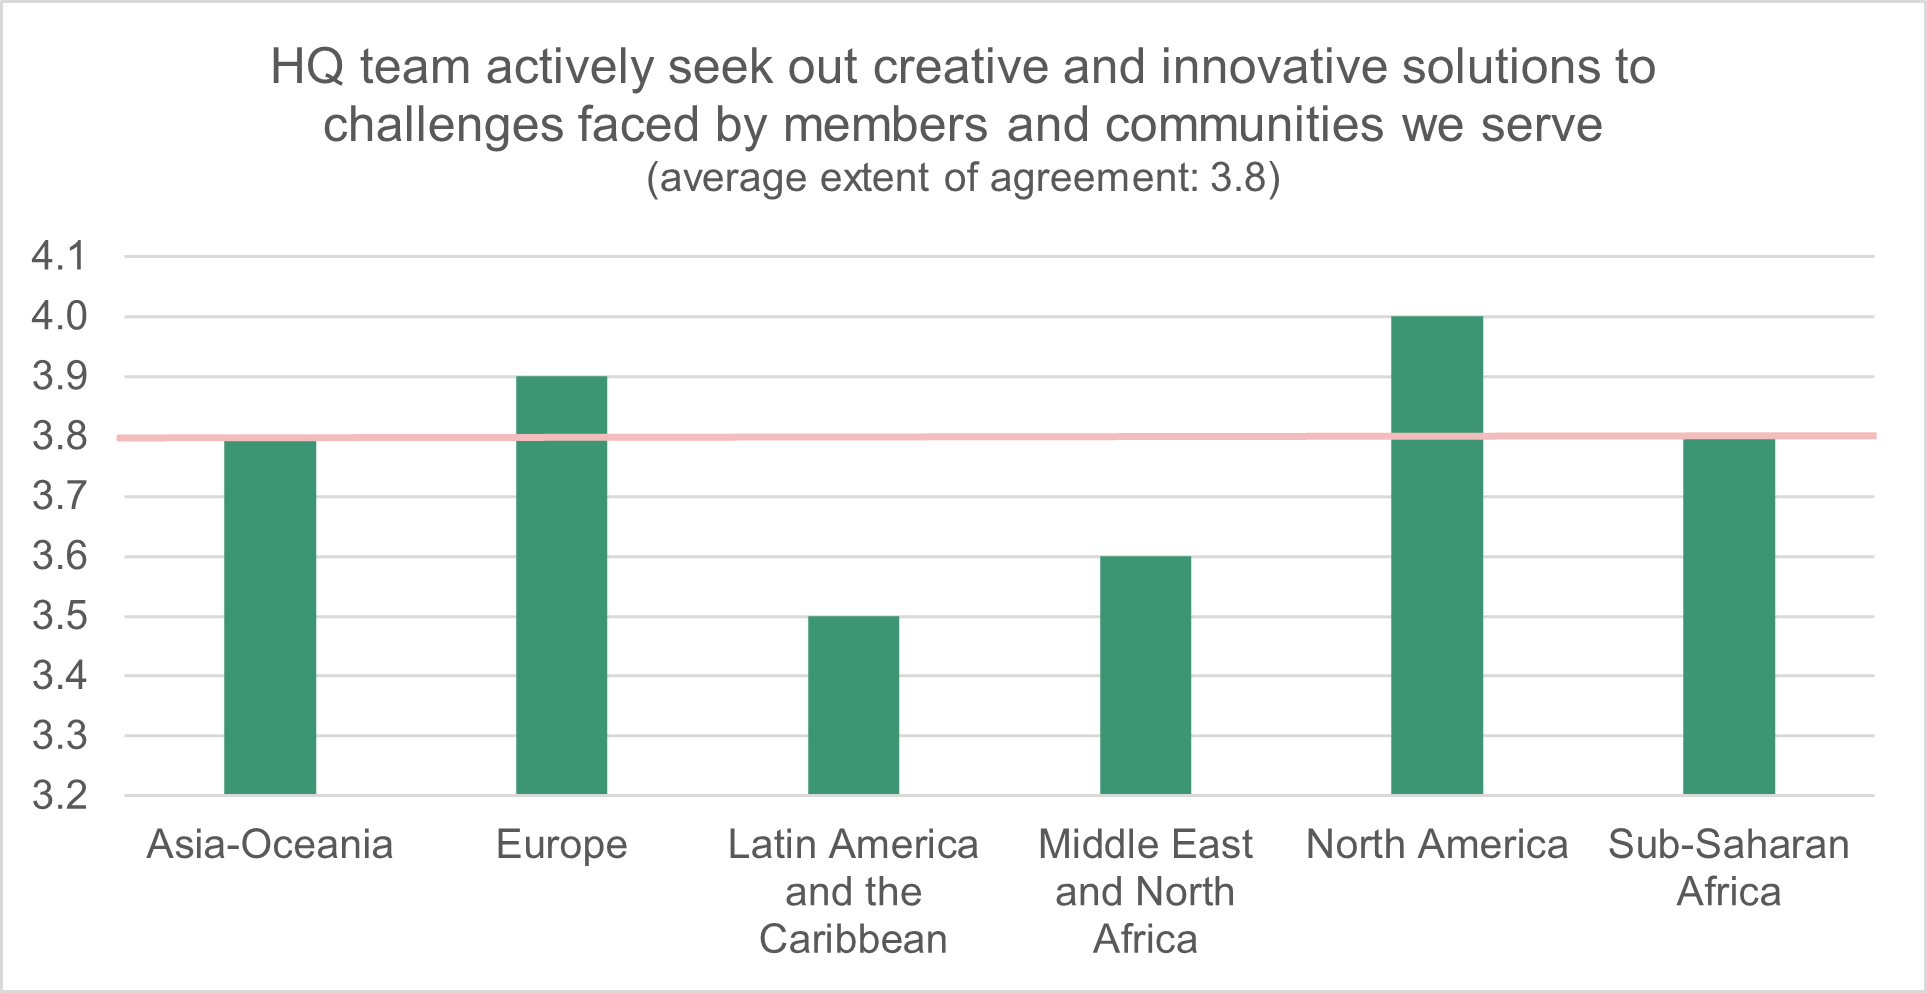 HQ team actively seek out creative and innovative solutions to
challenges faced by members and communities we serve
(average extent of agreement: 3.8)
4.1
4.0
3.9
3.8
3.7
3.6
3.5
3.4
3.3
3.2
Asia-Oceania
Europe
Latin America
and the
Caribbean
Middle East
and North
Africa
North America
Sub-Saharan
Africa